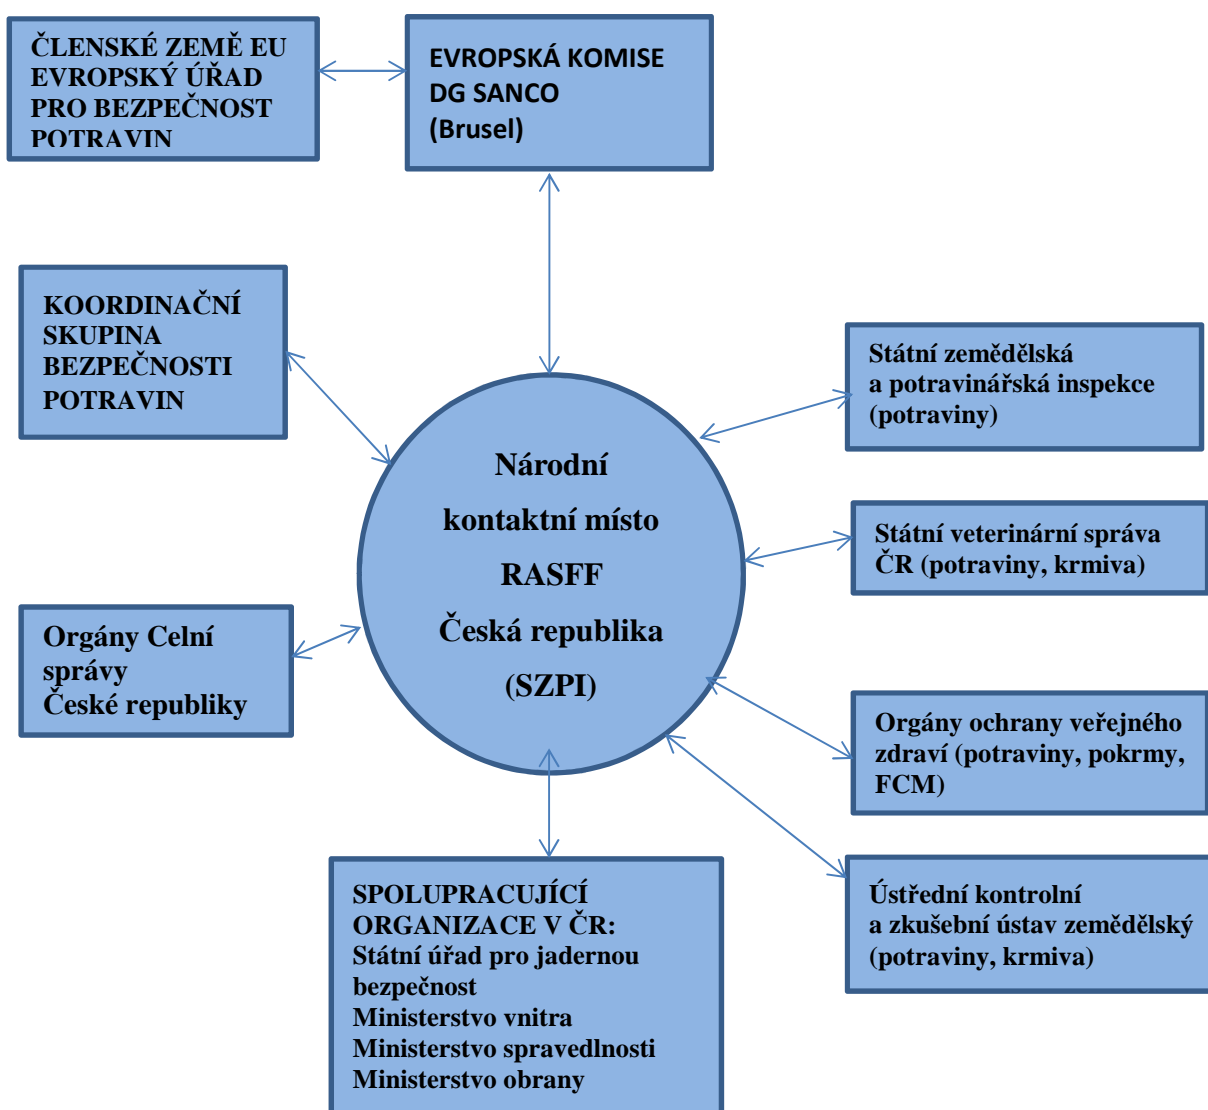 ČLENSKÉ ZEMĚ EU
EVROPSKÝ ÚŘAD
PRO BEZPEČNOST
POTRAVIN
EVROPSKÁ KOMISE
DG SANCO
(Brusel)
KOORDINAČNÍ
SKUPINA
BEZPEČNOSTI
POTRAVIN
Státní zemědělská
a potravinářská inspekce
(potraviny)
Národní
kontaktní místo
RASFF
Česká republika
(SZPI)
Státní veterinární správa
ČR (potraviny, krmiva)
Orgány Celní
správy
České republiky
Orgány ochrany veřejného
zdraví (potraviny, pokrmy,
FCM)
SPOLUPRACUJÍCÍ
ORGANIZACE V ČR:
Státní úřad pro jadernou
bezpečnost
Ministerstvo vnitra
Ministerstvo spravedlnosti
Ministerstvo obrany
Ústřední kontrolní
a zkušební ústav zemědělský
(potraviny, krmiva)